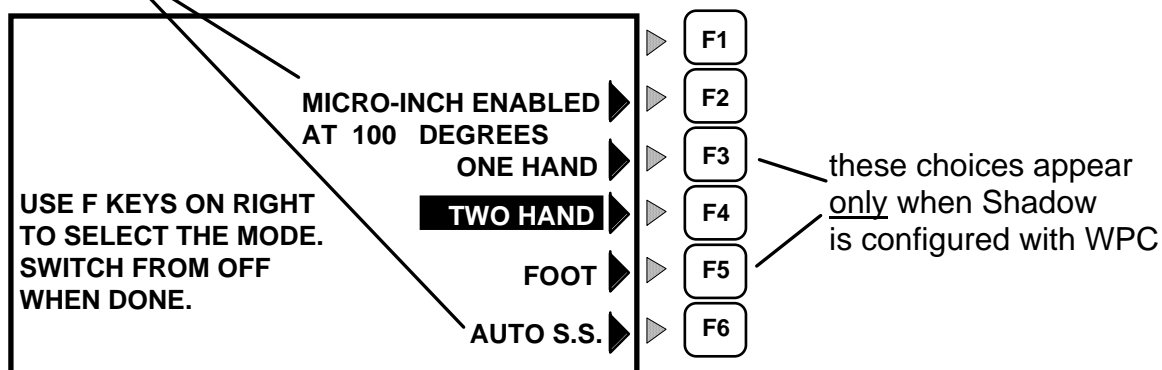 F1
MICRO-INCH ENABLED
F2
AT 100 DEGREES
ONE HAND
F3
TWO HAND
F4
FOOT
F5
AUTO S.S.
F6
USE F KEYS ON RIGHT
TO SELECT THE MODE.
SWITCH FROM OFF
WHEN DONE.
these choices appear
only when Shadow
is configured with WPC